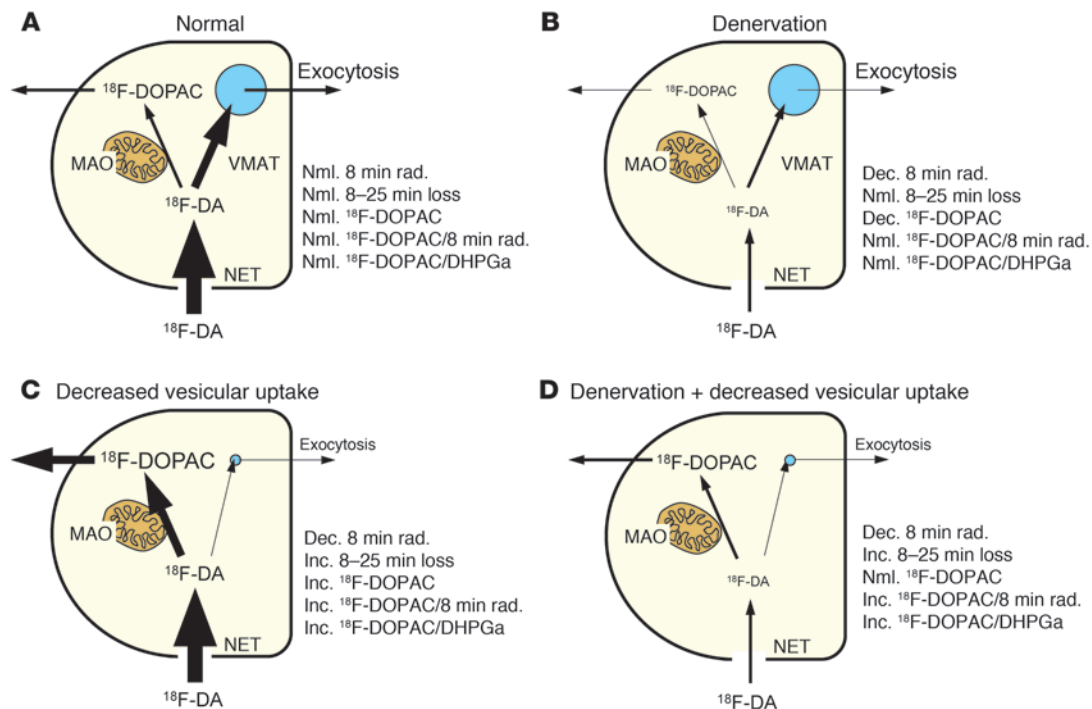 A Normal
Exocytosis
¹⁸F-DOPAC
MAO
VMAT
¹⁸F-DA
NET
¹⁸F-DA
Nml. 8 min rad.
Nml. 8–25 min loss
Nml. ¹⁸F-DOPAC
Nml. ¹⁸F-DOPAC/8 min rad.
Nml. ¹⁸F-DOPAC/DHPGa
B Denervation
Exocytosis
¹⁸F-DOPAC
MAO
VMAT
¹⁸F-DA
NET
¹⁸F-DA
Dec. 8 min rad.
Nml. 8–25 min loss
Dec. ¹⁸F-DOPAC
Nml. ¹⁸F-DOPAC/8 min rad.
Nml. ¹⁸F-DOPAC/DHPGa
C Decreased vesicular uptake
Exocytosis
¹⁸F-DOPAC
MAO
¹⁸F-DA
NET
¹⁸F-DA
Dec. 8 min rad.
Inc. 8–25 min loss
Inc. ¹⁸F-DOPAC
Inc. ¹⁸F-DOPAC/8 min rad.
Inc. ¹⁸F-DOPAC/DHPGa
D Denervation + decreased vesicular uptake
Exocytosis
¹⁸F-DOPAC
MAO
¹⁸F-DA
NET
¹⁸F-DA
Dec. 8 min rad.
Inc. 8–25 min loss
Nml. ¹⁸F-DOPAC
Inc. ¹⁸F-DOPAC/8 min rad.
Inc. ¹⁸F-DOPAC/DHPGa